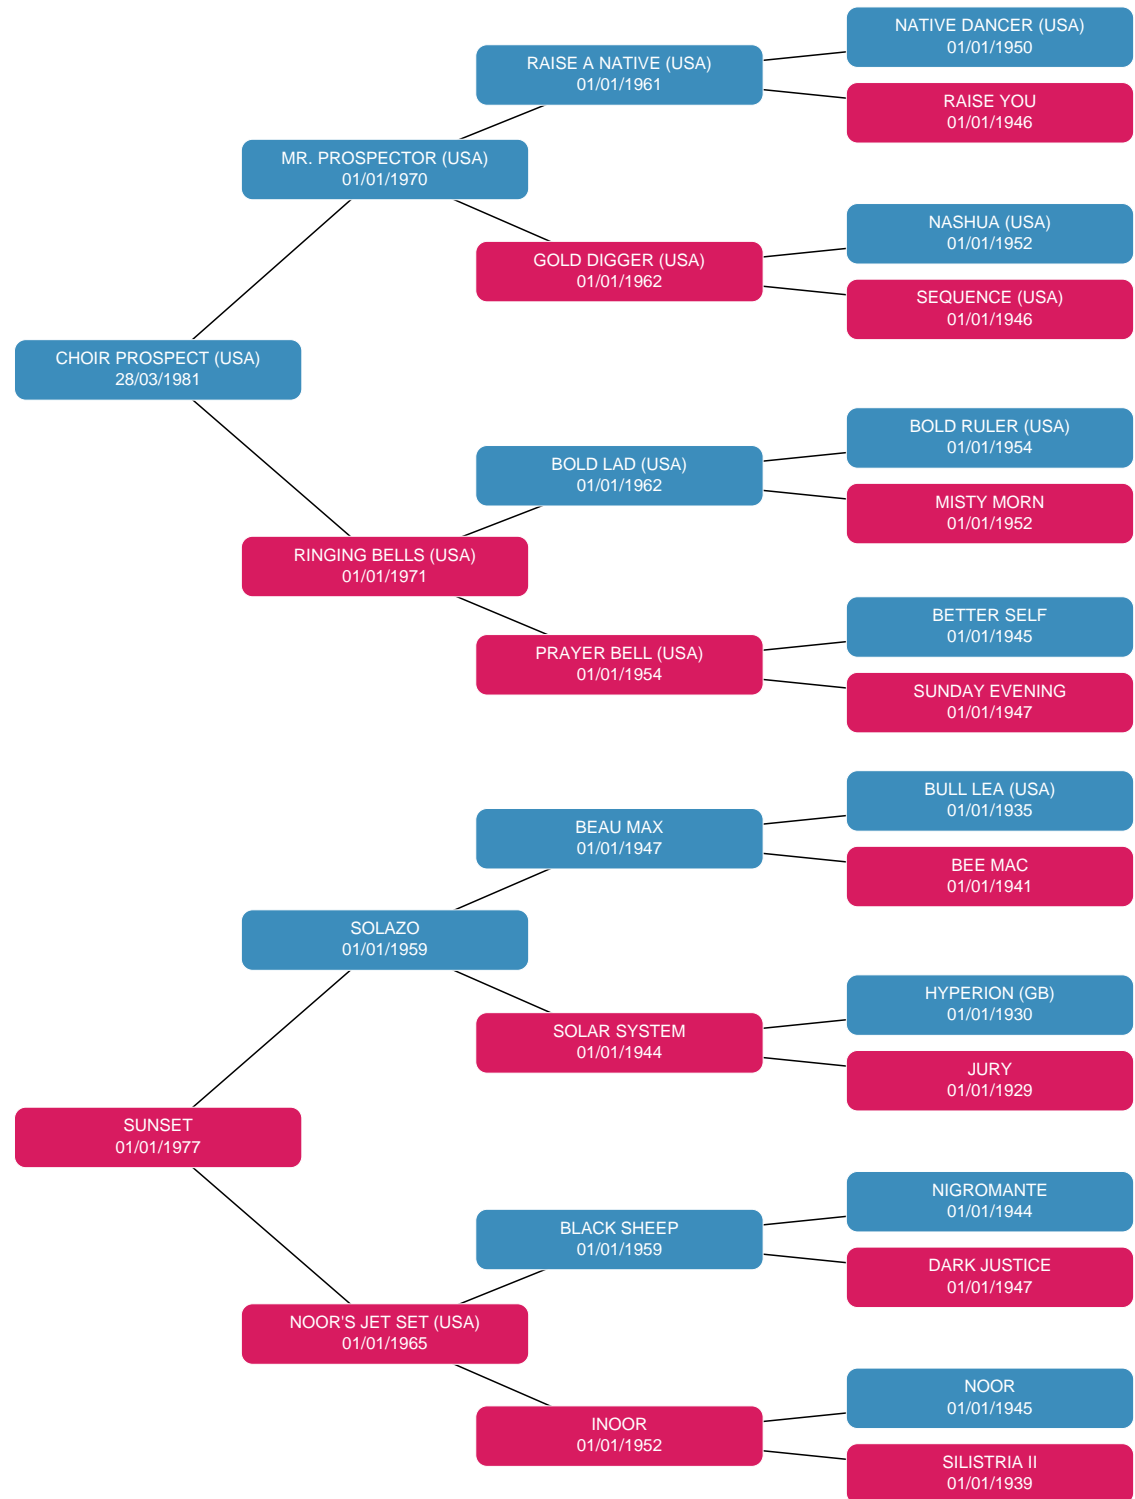 NATIVE DANCER (USA)
01/01/1950
RAISE A NATIVE (USA)
01/01/1961
RAISE YOU
01/01/1946
MR. PROSPECTOR (USA)
01/01/1970
NASHUA (USA)
01/01/1952
GOLD DIGGER (USA)
01/01/1962
SEQUENCE (USA)
01/01/1946
CHOIR PROSPECT (USA)
28/03/1981
BOLD RULER (USA)
01/01/1954
BOLD LAD (USA)
01/01/1962
MISTY MORN
01/01/1952
RINGING BELLS (USA)
01/01/1971
BETTER SELF
01/01/1945
PRAYER BELL (USA)
01/01/1954
SUNDAY EVENING
01/01/1947
BULL LEA (USA)
01/01/1935
BEAU MAX
01/01/1947
BEE MAC
01/01/1941
SOLAZO
01/01/1959
HYPERION (GB)
01/01/1930
SOLAR SYSTEM
01/01/1944
JURY
01/01/1929
SUNSET
01/01/1977
NIGROMANTE
01/01/1944
BLACK SHEEP
01/01/1959
DARK JUSTICE
01/01/1947
NOOR'S JET SET (USA)
01/01/1965
NOOR
01/01/1945
INOOR
01/01/1952
SILISTRIA II
01/01/1939